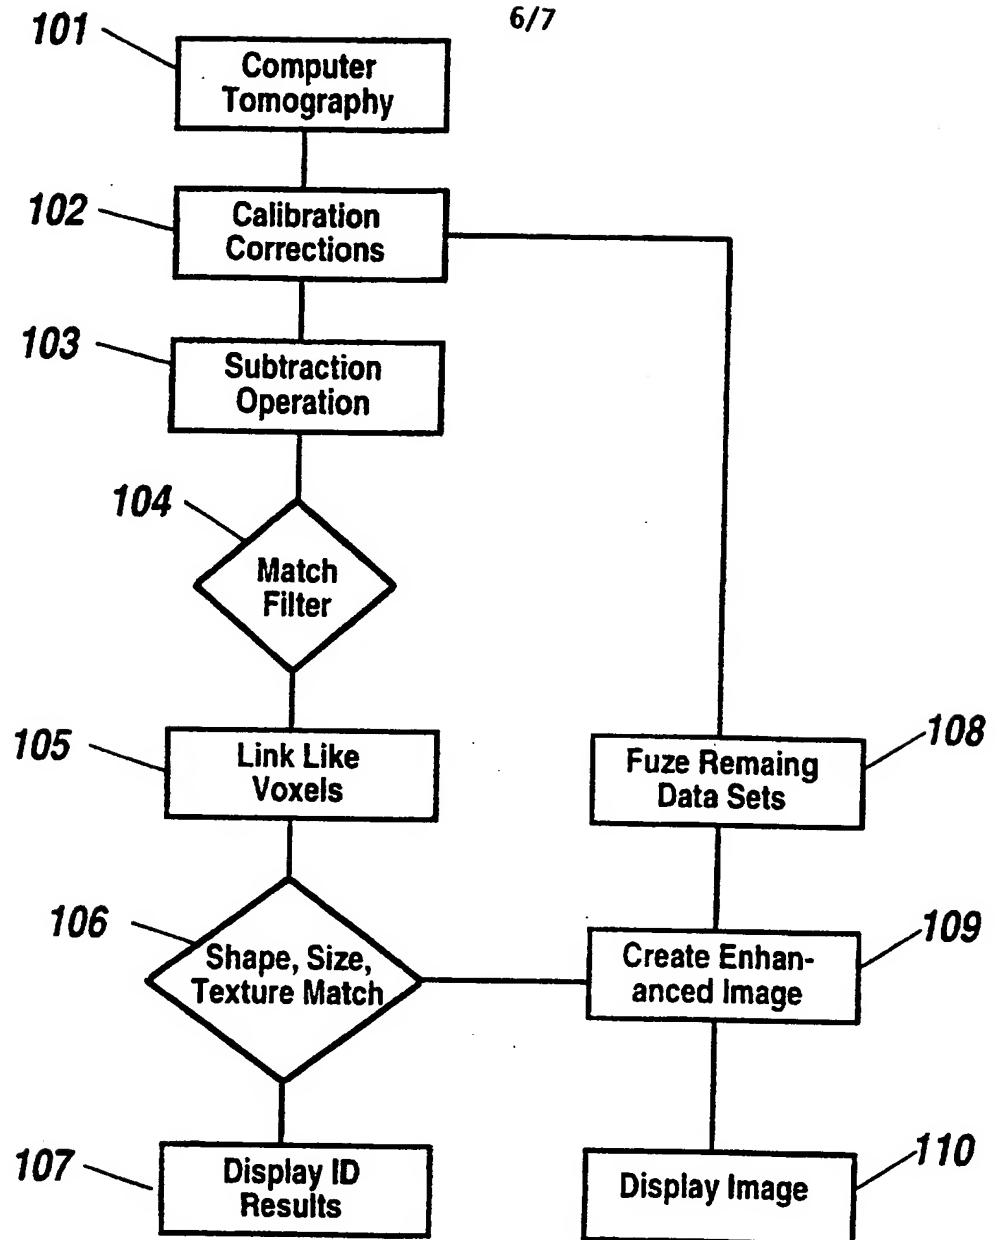 6/7
101
Computer
Tomography
102
Calibration
Corrections
103
Subtraction
Operation
104
Match
Filter
105
Link Like
Voxels
108
Fuze Remaing
Data Sets
106
Shape, Size,
Texture Match
109
Create Enhan-
anced Image
107
Display ID
Results
110
Display Image